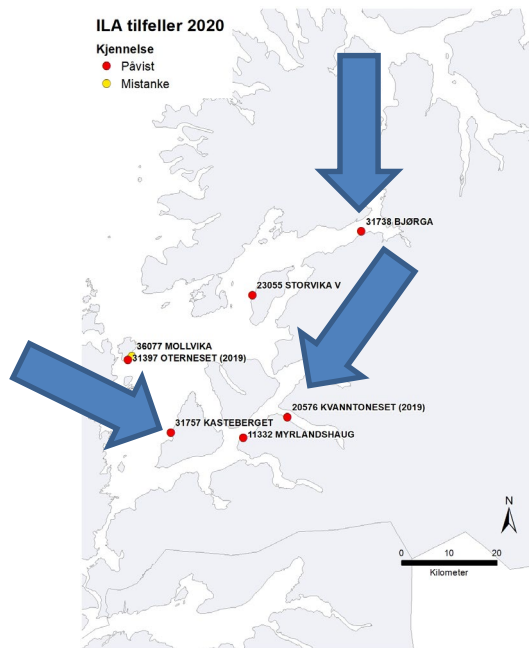 ILA tilfeller 2020
Kjennelse
Påvist
Mistanke
31738 BJØRGA
23055 STORVIKA V
36077 MOLLVIKA
31397 OTERNESET (2019)
20576 KVANNTONESET (2019)
31757 KASTEBERGET
11332 MYRLANDSHAUG
N
0 10 20
Kilometer